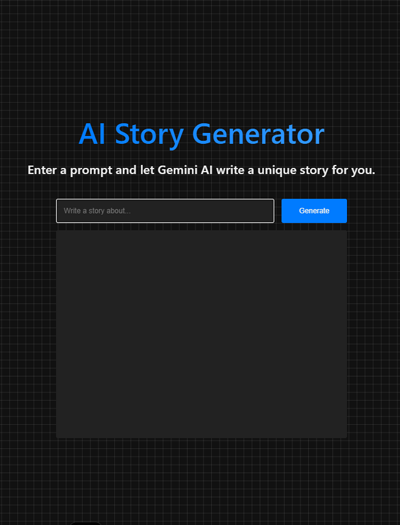 AI Story Generator
Enter a prompt and let Gemini AI write a unique story for you.
Write a story about...
Generate